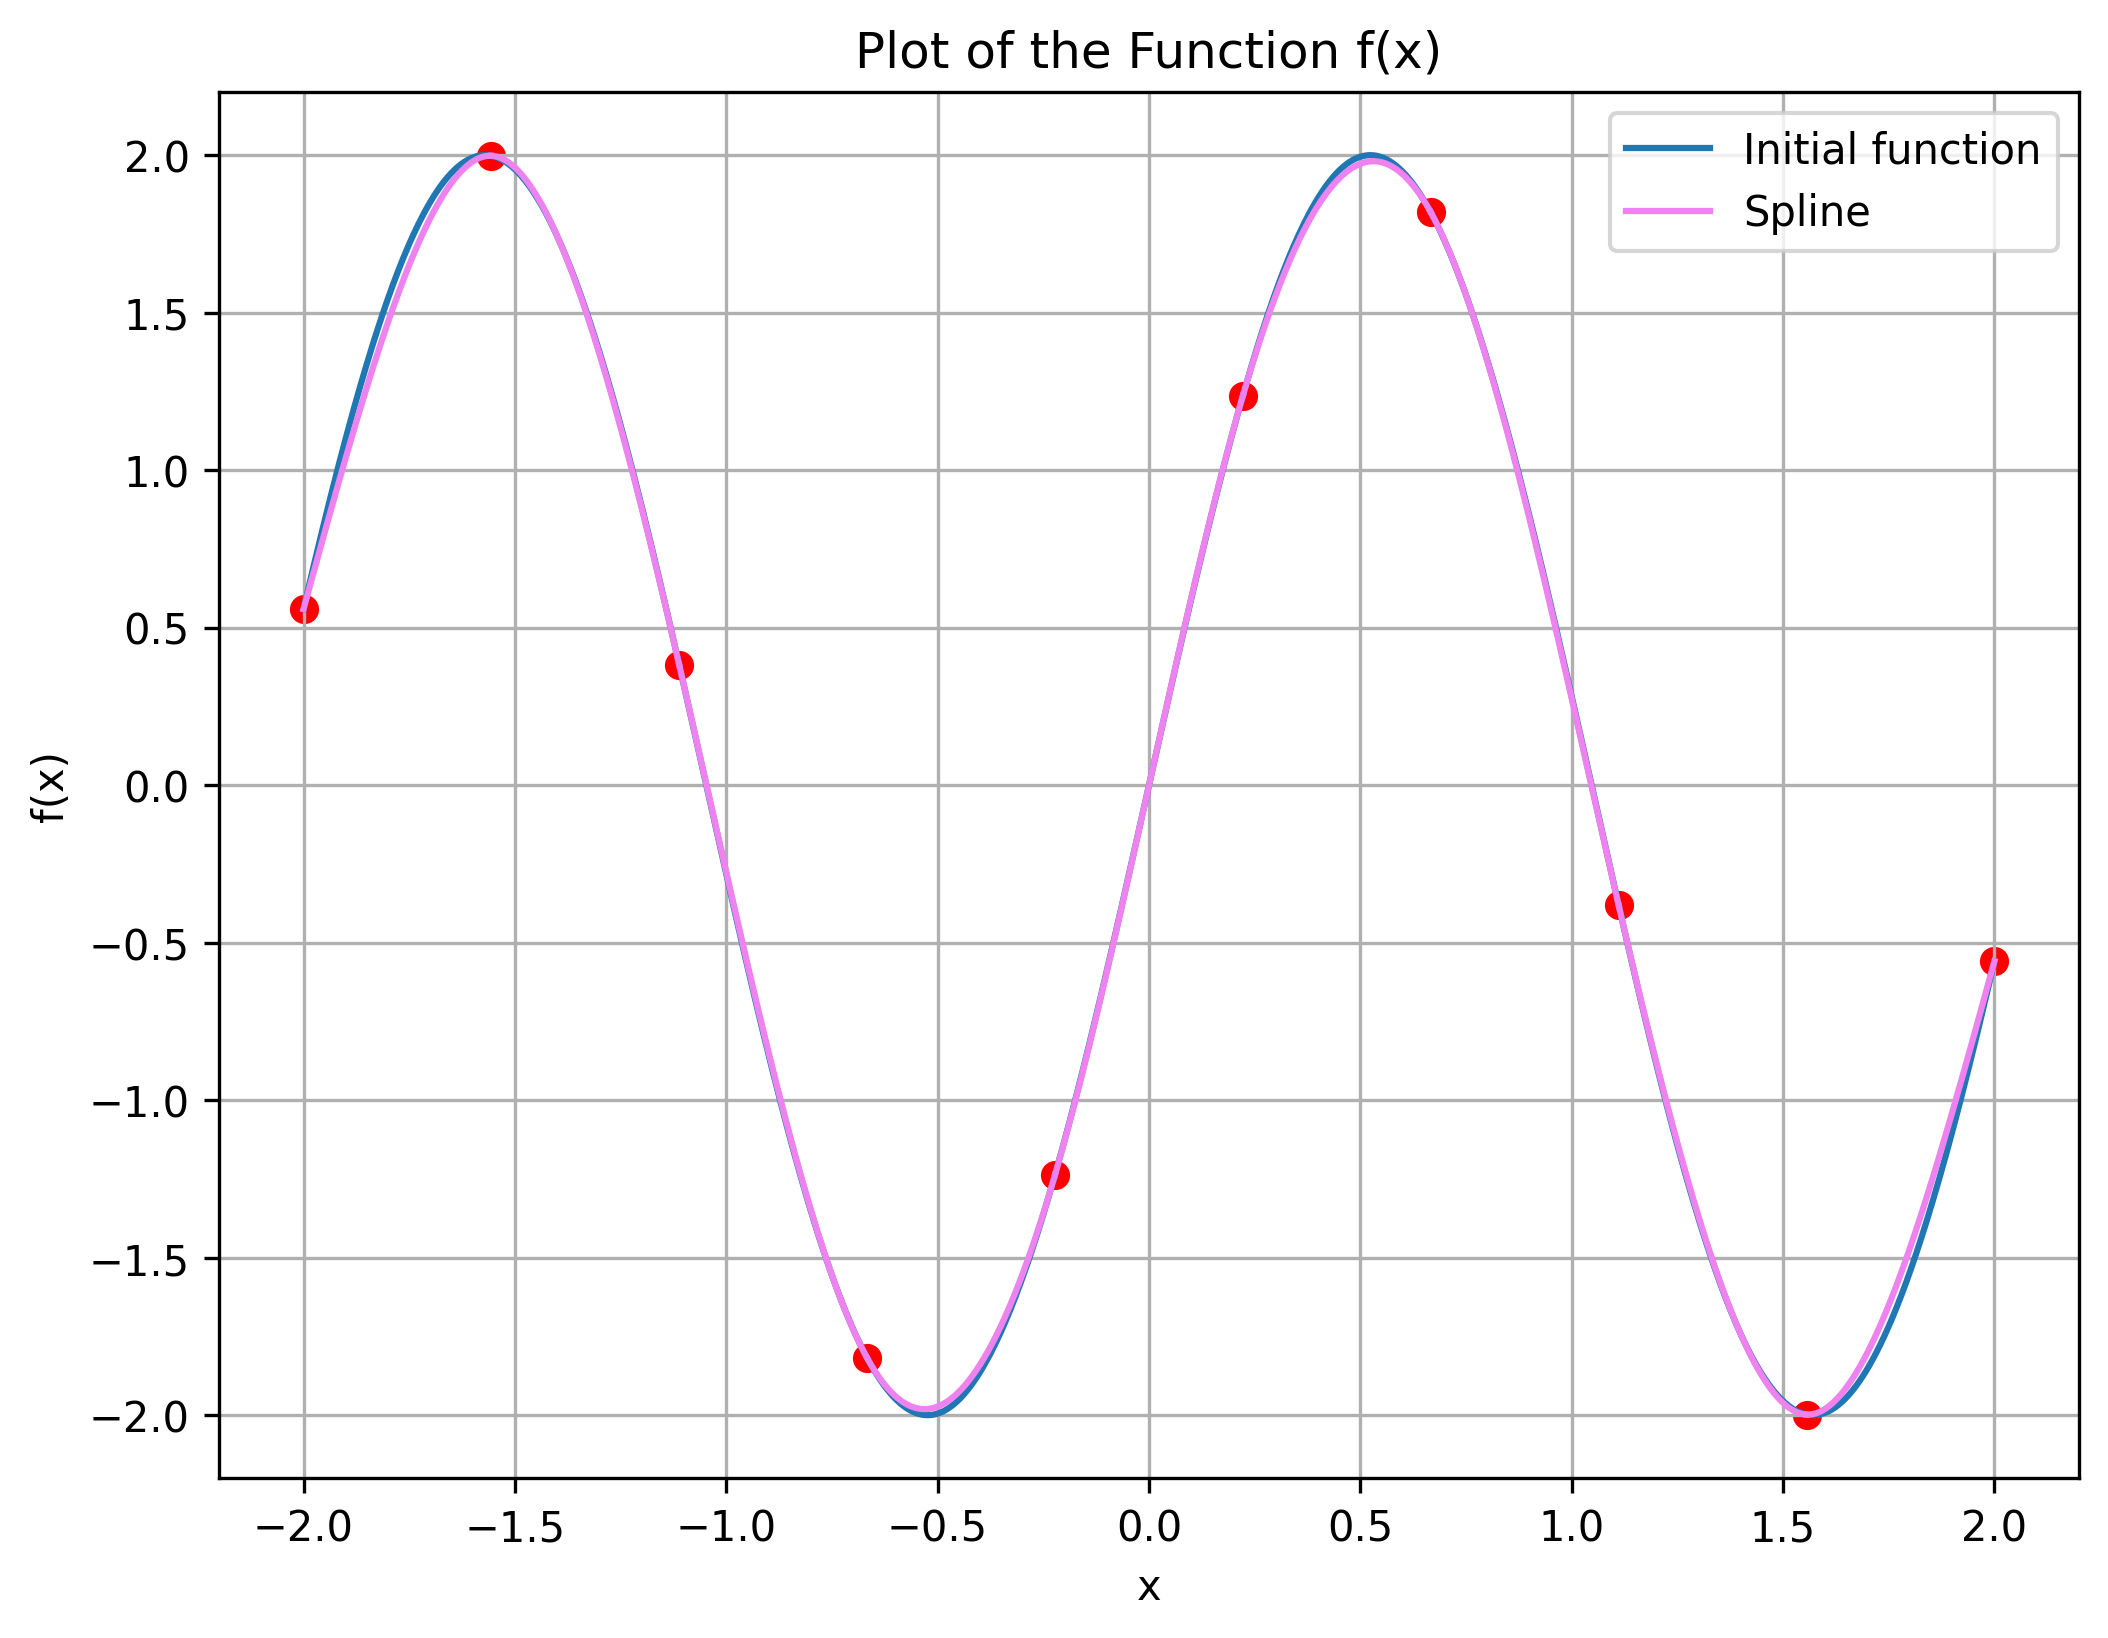 Plot of the Function f(x)
Initial function
Spline
f(x)
2.0
1.5
1.0
0.5
0.0
−0.5
−1.0
−1.5
−2.0
−2.0 −1.5 −1.0 −0.5 0.0 0.5 1.0 1.5 2.0
x